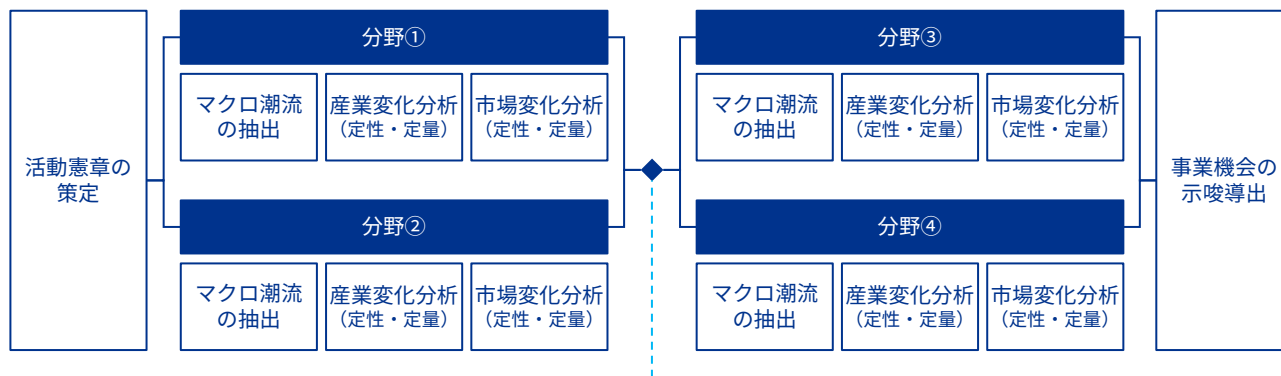 活動憲章の
策定
分野①
マクロ潮流
の抽出
産業変化分析
(定性・定量)
市場変化分析
(定性・定量)
分野②
マクロ潮流
の抽出
産業変化分析
(定性・定量)
市場変化分析
(定性・定量)
分野③
マクロ潮流
の抽出
産業変化分析
(定性・定量)
市場変化分析
(定性・定量)
分野④
マクロ潮流
の抽出
産業変化分析
(定性・定量)
市場変化分析
(定性・定量)
事業機会の
示唆導出